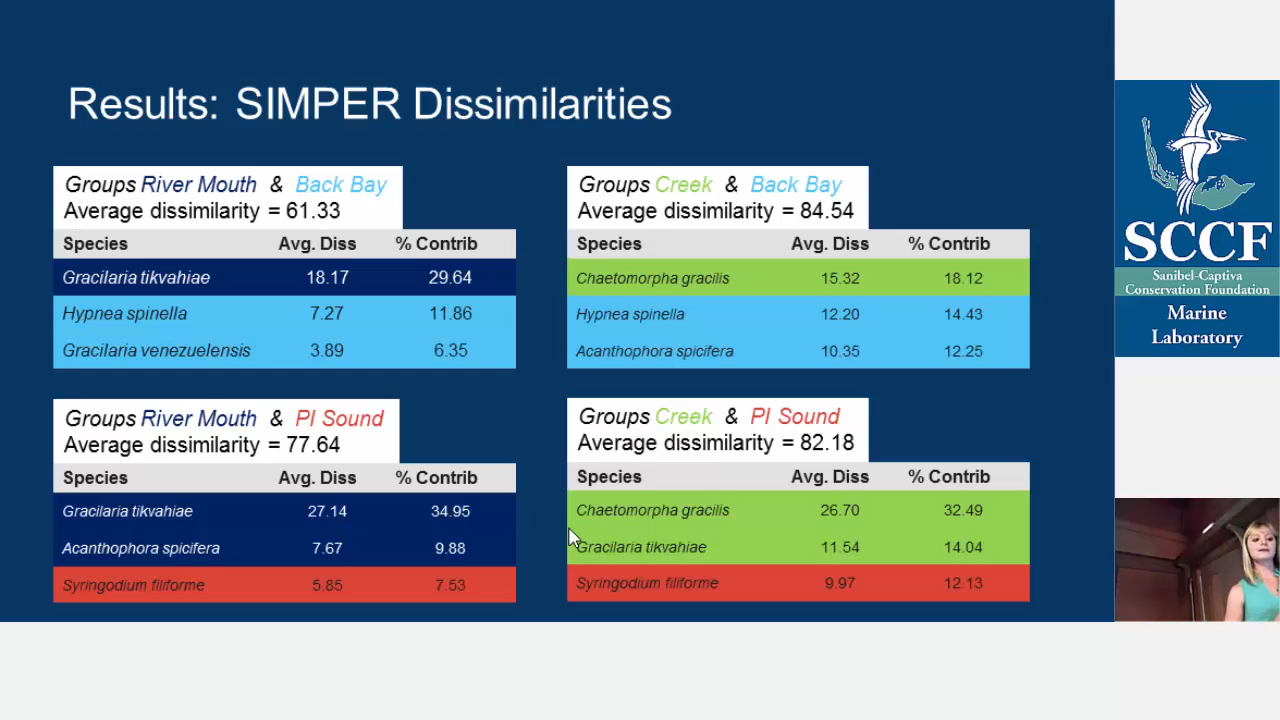 Results: SIMPER Dissimilarities
Groups River Mouth & Back Bay
Average dissimilarity = 61.33
Species Avg. Diss % Contrib
Gracilaria tikvahiae 18.17 29.64
Hypnea spinella 7.27 11.86
Gracilaria venezuelensis 3.89 6.35
Groups Creek & Back Bay
Average dissimilarity = 84.54
Species Avg. Diss % Contrib
Chaetomorpha gracilis 15.32 18.12
Hypnea spinella 12.20 14.43
Acanthophora spicifera 10.35 12.25
Groups River Mouth & PI Sound
Average dissimilarity = 77.64
Species Avg. Diss % Contrib
Gracilaria tikvahiae 27.14 34.95
Acanthophora spicifera 7.67 9.88
Syringodium filiforme 5.85 7.53
Groups Creek & PI Sound
Average dissimilarity = 82.18
Species Avg. Diss % Contrib
Chaetomorpha gracilis 26.70 32.49
Gracilaria tikvahiae 11.54 14.04
Syringodium filiforme 9.97 12.13
SCCF
Sanibel-Captiva
Conservation Foundation
Marine
Laboratory